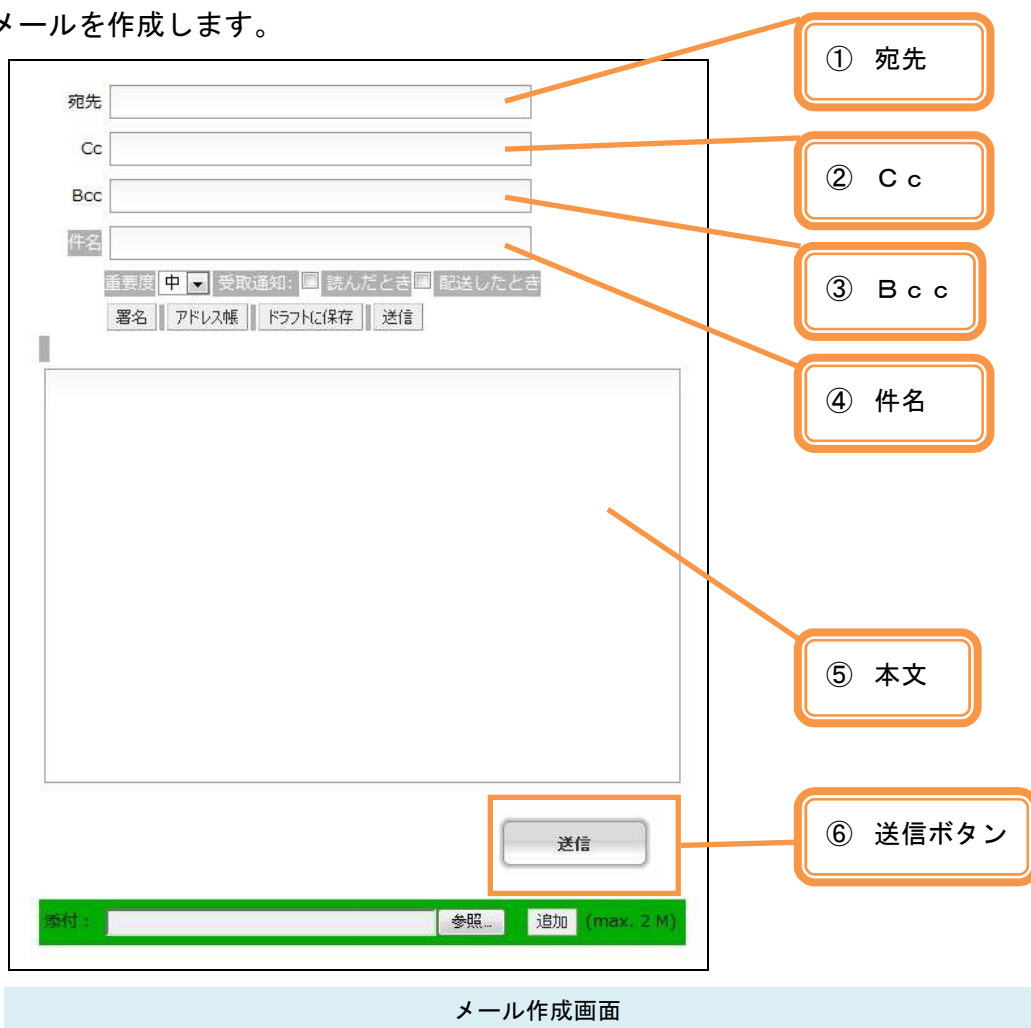 メールを作成します。
① 宛先
宛先
Cc
② Ｃｃ
Bcc
件名
重要度 中 受取通知: 読んだとき 配送したとき
③ Ｂｃｃ
署名 アドレス帳 ドラフトに保存 送信
④ 件名
⑤ 本文
送信
⑥ 送信ボタン
添付： 参照... 追加 (max. 2 M)
メール作成画面